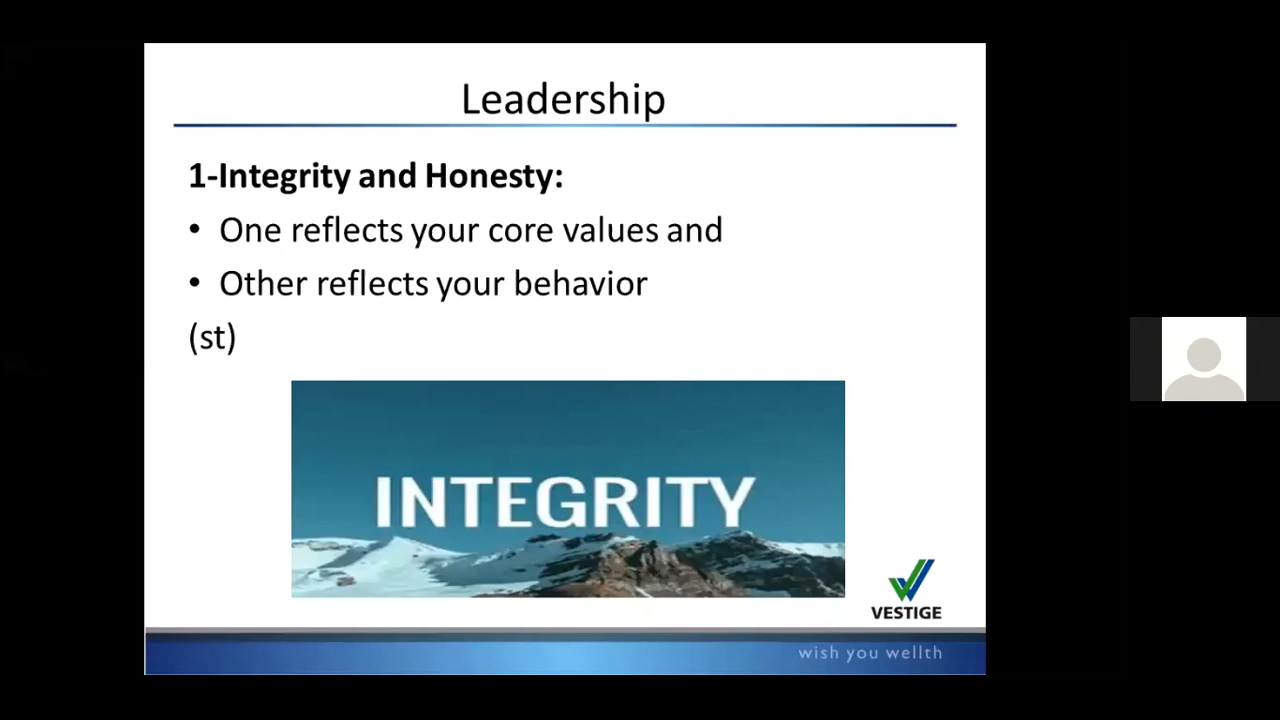 Leadership
1-Integrity and Honesty:
• One reflects your core values and
• Other reflects your behavior
(st)
INTEGRITY
VESTIGE
wish you wellth